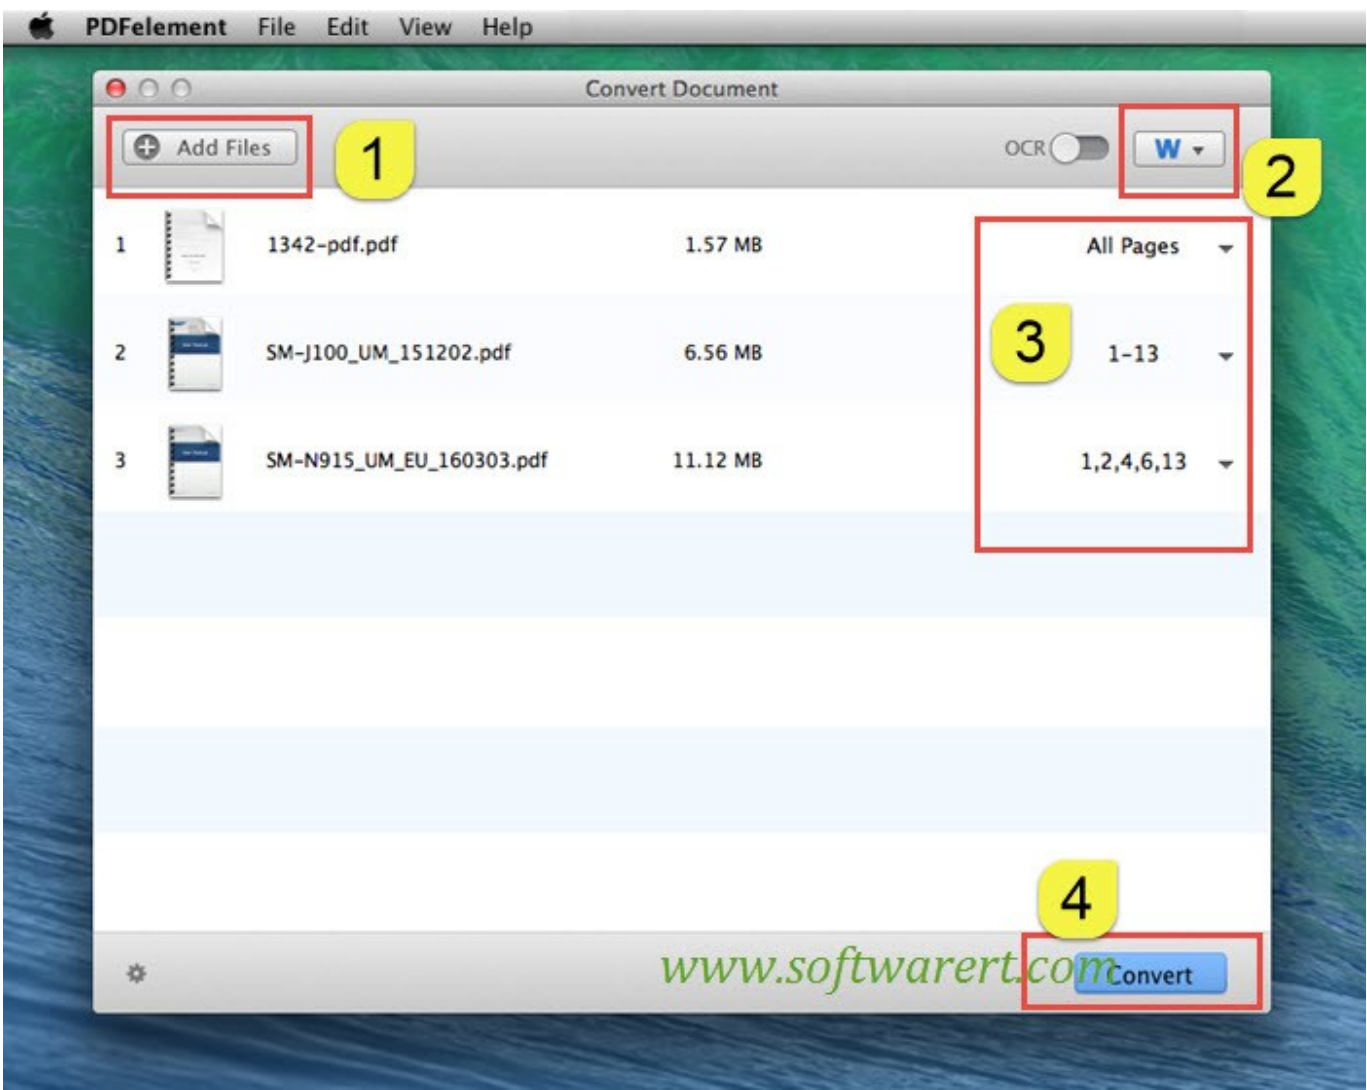 PDFelement File Edit View Help
Convert Document
Add Files 1 OCR W 2
1 1342-pdf.pdf 1.57 MB All Pages
2 SM-J100_UM_151202.pdf 6.56 MB 3 1-13
3 SM-N915_UM_EU_160303.pdf 11.12 MB 1,2,4,6,13
4
www.softwarert.com Convert